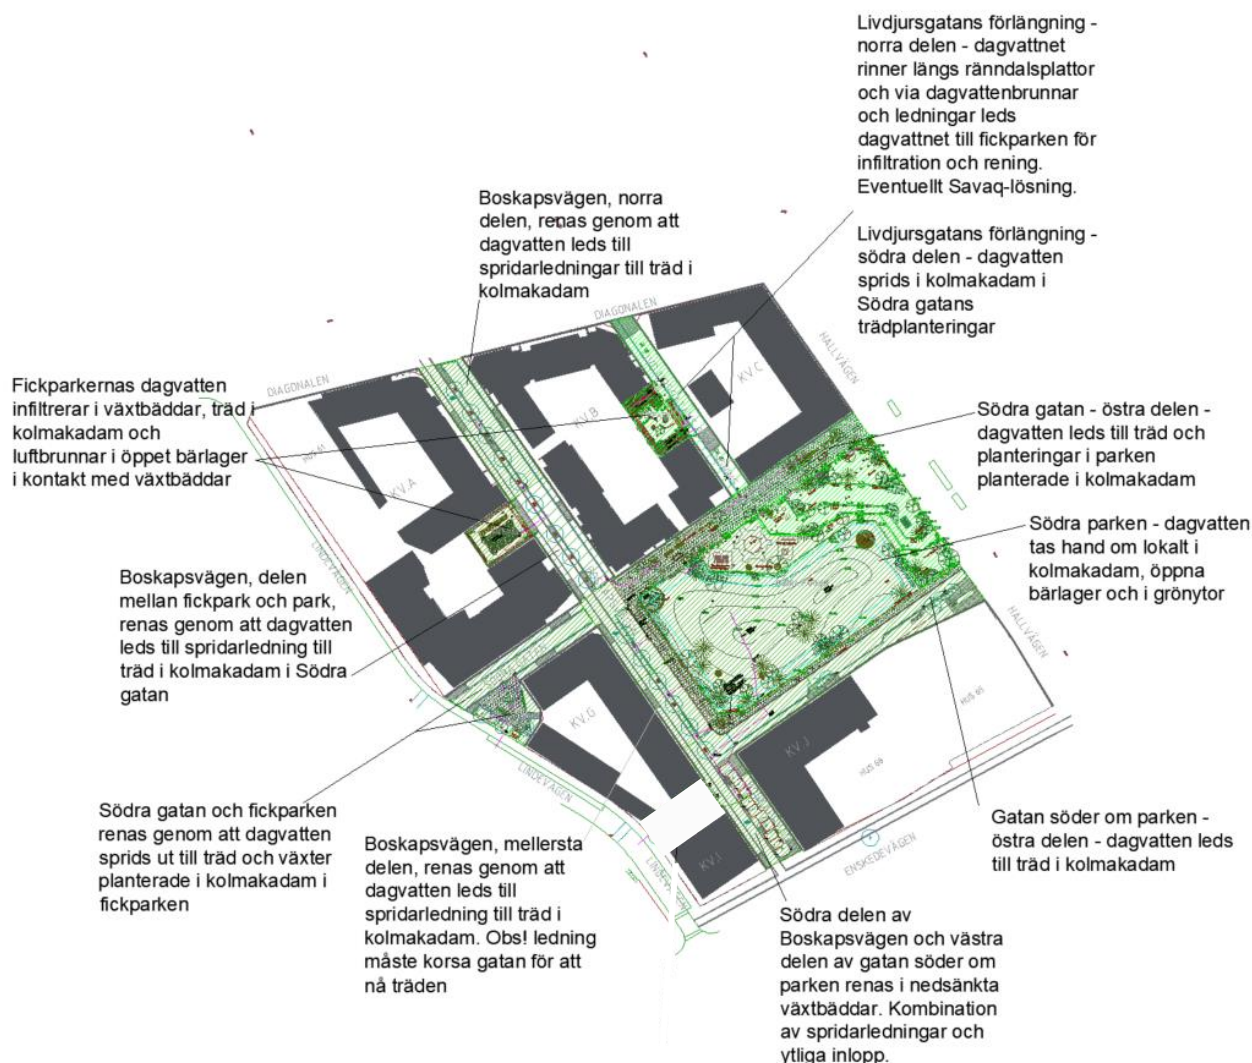 Livdjursgatans förlängning -
norra delen - dagvattnet
rinner längs ränndalsplattor
och via dagvattenbrunnar
och ledningar leds
dagvattnet till fickparken för
infiltration och rening.
Eventuellt Savaq-lösning.
Boskapsvägen, norra
delen, renas genom att
dagvatten leds till
spridarledningar till träd i
kolmakadam
Livdjursgatans förlängning -
södra delen - dagvatten
sprids i kolmakadam i
Södra gatans
trädplanteringar
DIAGONALEN
HALLVÄGEN
DIAGONALEN
KV.C
Fickparkernas dagvatten
infiltrerar i växtbäddar, träd i
kolmakadam och
luftbrunnar i öppet bärlager
i kontakt med växtbäddar
KV.B
KV.A
Södra gatan - östra delen -
dagvatten leds till träd och
planteringar i parken
planterade i kolmakadam
LINDEVÄGEN
Södra parken - dagvatten
tas hand om lokalt i
kolmakadam, öppna
bärlager och i grönytor
Boskapsvägen, delen
mellan fickpark och park,
renas genom att dagvatten
leds till spridarledning till
träd i kolmakadam i Södra
gatan
HALLVÄGEN
KV.G
HUS 65
KV.J
HUS 66
LINDEVÄGEN
Södra gatan och fickparken
renas genom att dagvatten
sprids ut till träd och växter
planterade i kolmakadam i
fickparken
Gatan söder om parken -
östra delen - dagvatten leds
till träd i kolmakadam
Boskapsvägen, mellersta
delen, renas genom att
dagvatten leds till
spridarledning till träd i
kolmakadam. Obs! ledning
måste korsa gatan för att
nå träden
KV.I
ENSKEDEVÄGEN
Södra delen av
Boskapsvägen och västra
delen av gatan söder om
parken renas i nedsänkta
växtbäddar. Kombination
av spridarledningar och
ytliga inlopp.